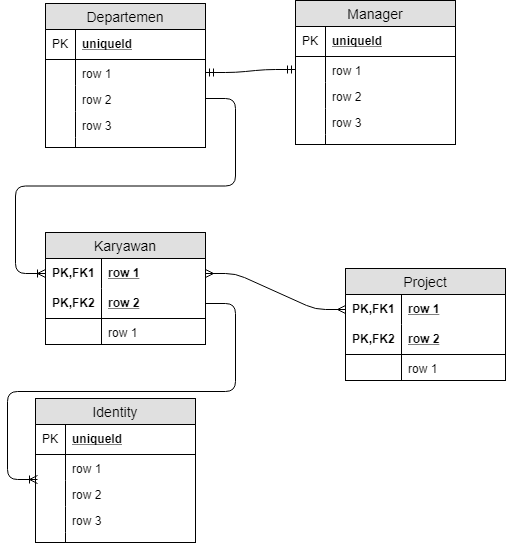 Departemen
PK uniqueId
row 1
row 2
row 3
Manager
PK uniqueId
row 1
row 2
row 3
Karyawan
PK,FK1 row 1
PK,FK2 row 2
row 1
Project
PK,FK1 row 1
PK,FK2 row 2
row 1
Identity
PK uniqueId
row 1
row 2
row 3